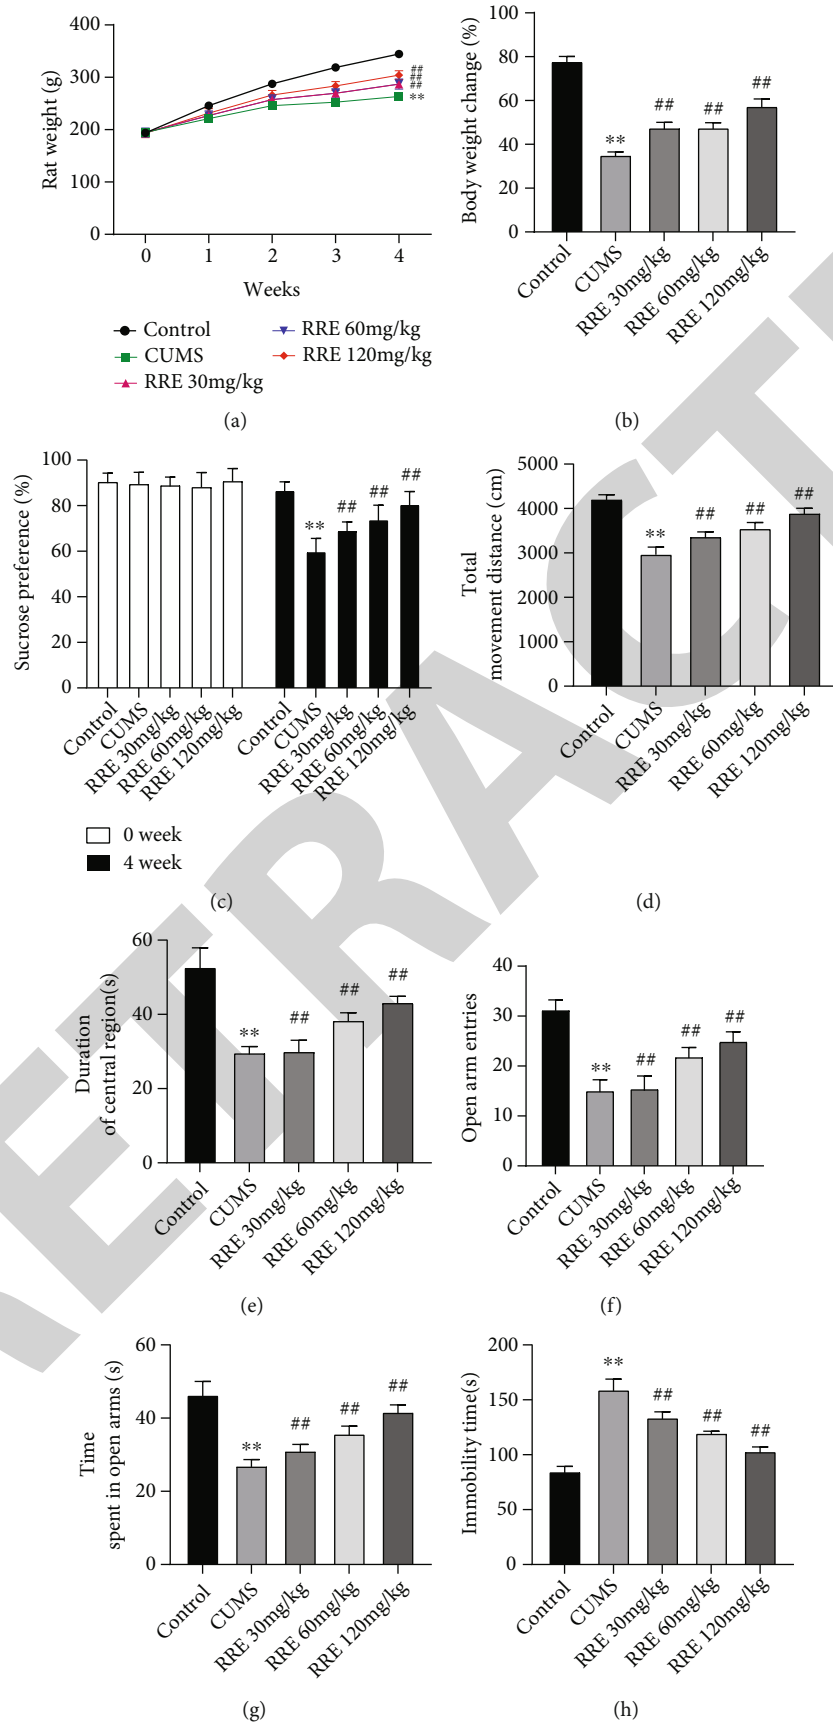 400
300
200
100
0
Rat weight (g)
##
##
##
**
0 1 2 3 4
Weeks
Control
CUMS
RRE 30mg/kg
RRE 60mg/kg
RRE 120mg/kg
(a)
80
60
40
20
0
Body weight change (%)
**
##
##
##
Control
CUMS
RRE 30mg/kg
RRE 60mg/kg
RRE 120mg/kg
(b)
100
80
60
40
20
0
Sucrose preference (%)
**
##
##
##
Control
CUMS
RRE 30mg/kg
RRE 60mg/kg
RRE 120mg/kg
Control
CUMS
RRE 30mg/kg
RRE 60mg/kg
RRE 120mg/kg
0 week
4 week
(c)
5000
4000
3000
2000
1000
0
Total
movement distance (cm)
**
##
##
##
Control
CUMS
RRE 30mg/kg
RRE 60mg/kg
RRE 120mg/kg
(d)
60
40
20
0
Duration
of central region(s)
**
##
##
##
Control
CUMS
RRE 30mg/kg
RRE 60mg/kg
RRE 120mg/kg
(e)
40
30
20
10
0
Open arm entries
**
##
##
##
Control
CUMS
RRE 30mg/kg
RRE 60mg/kg
RRE 120mg/kg
(f)
60
40
20
0
Time
spent in open arms (s)
**
##
##
##
Control
CUMS
RRE 30mg/kg
RRE 60mg/kg
RRE 120mg/kg
(g)
200
150
100
50
0
Immobility time(s)
**
##
##
##
Control
CUMS
RRE 30mg/kg
RRE 60mg/kg
RRE 120mg/kg
(h)
RETRACT